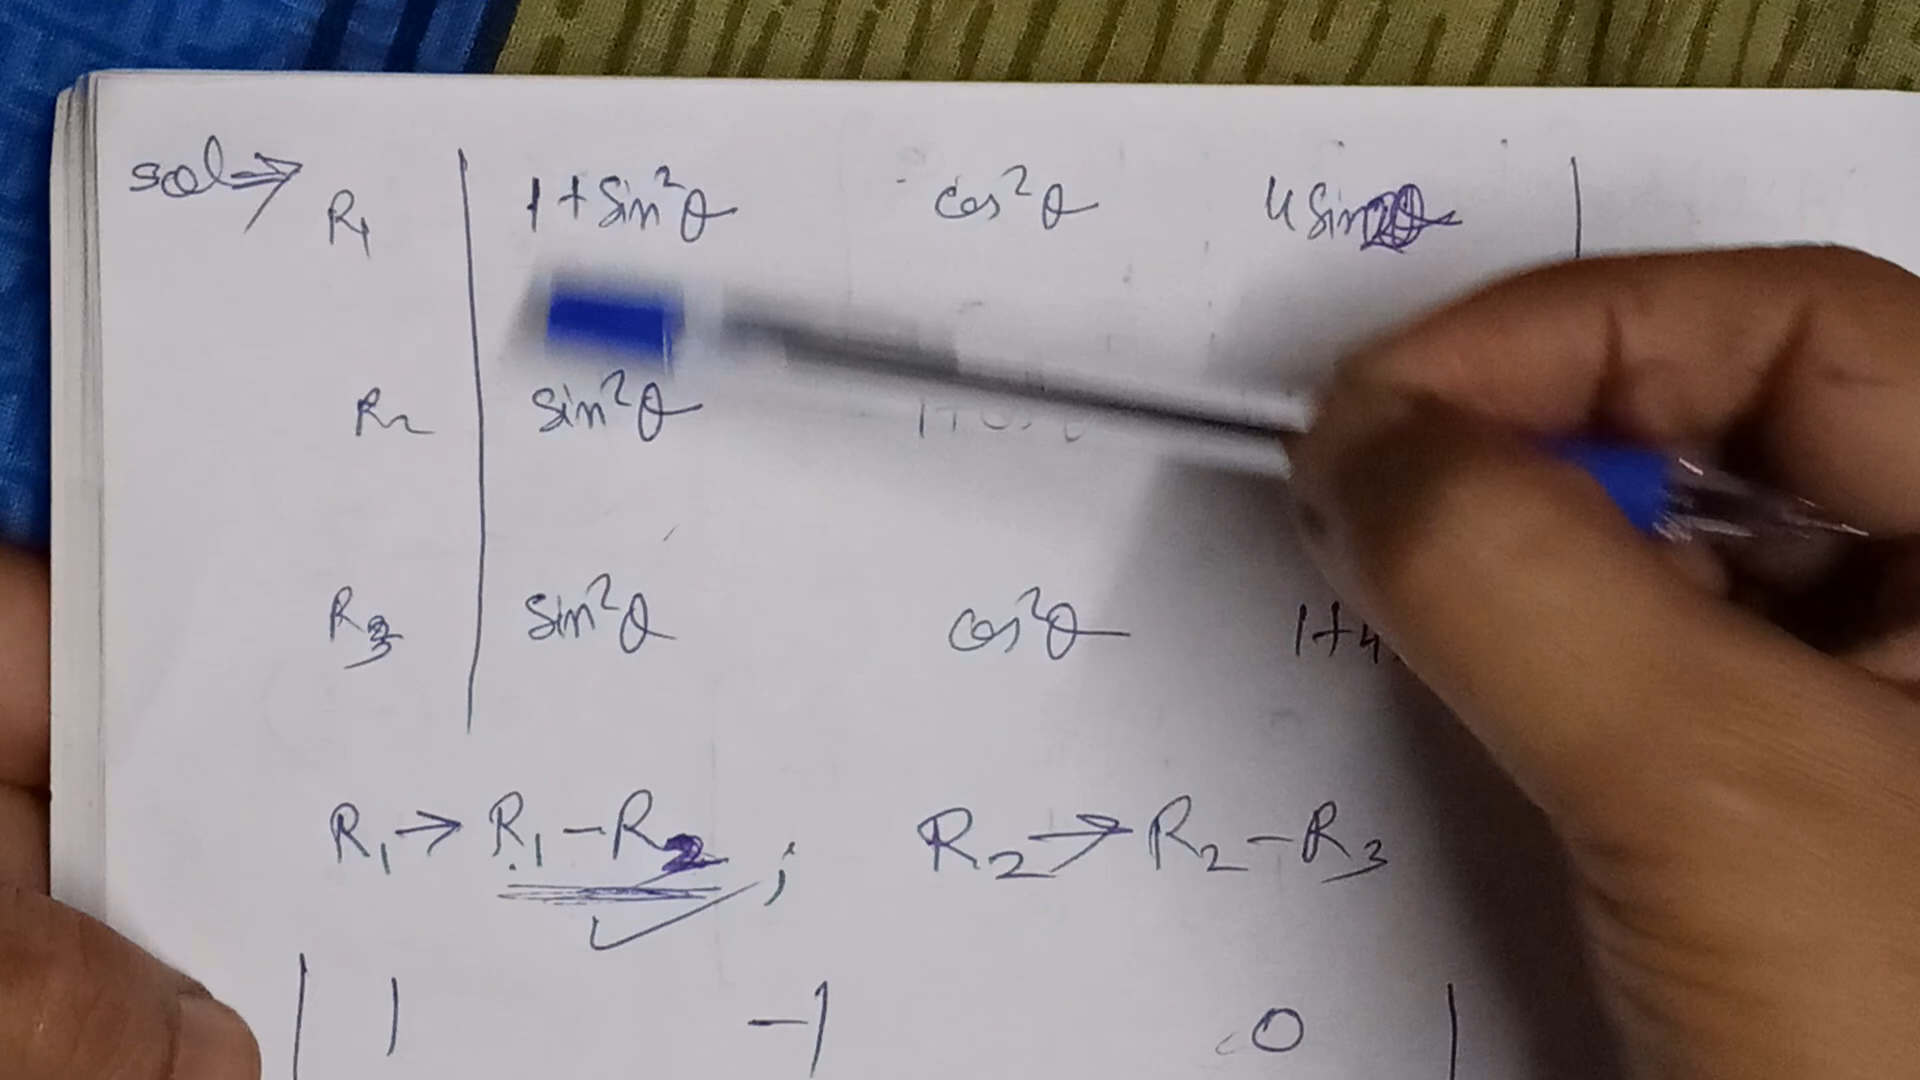 sol⇒ R₁ | 1+sin²θ cos²θ 4sin2θ |
R₂ | sin²θ
R₃ | sin²θ cos²θ 1+4
R₁→R₁−R₂ ; R₂→R₂−R₃
| 1 −1 0 |